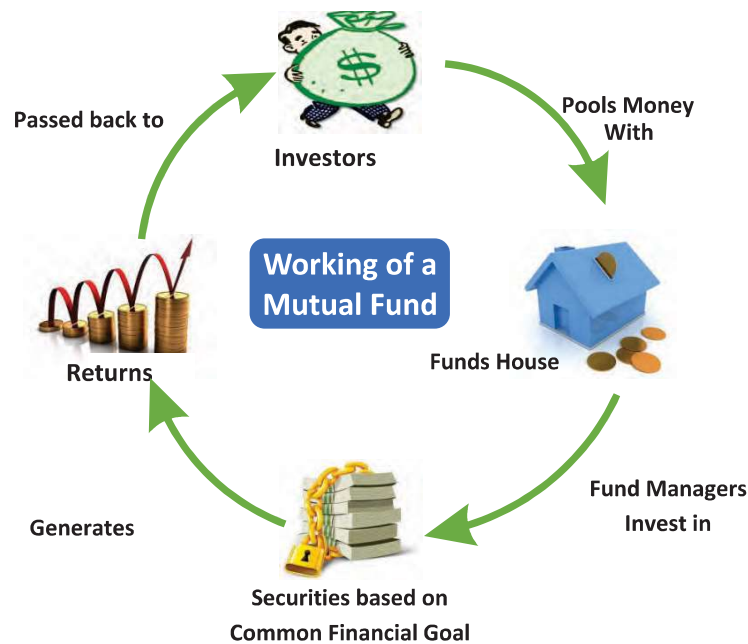 Passed back to
Investors
Pools Money
With
Working of a
Mutual Fund
Funds House
Returns
Fund Managers
Invest in
Generates
Securities based on
Common Financial Goal
$